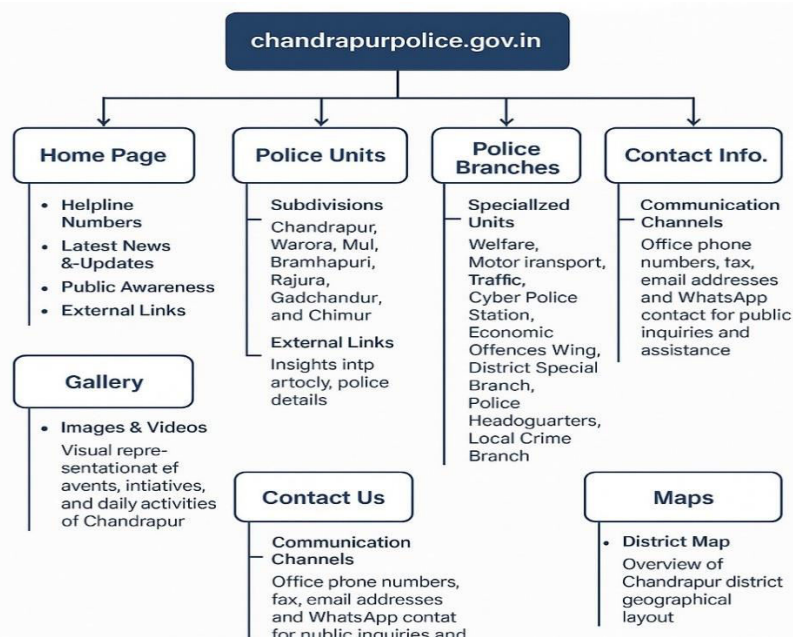 chandrapurpolice.gov.in
Home Page
• Helpline
Numbers
• Latest News
&-Updates
• Public Awareness
• External Links
Police Units
Subdivisions
Chandrapur,
Warora, Mul,
Bramhapuri,
Rajura,
Gadchandur,
and Chimur
External Links
Insights intp
artocly, police
details
Police
Branches
Speciallzed
Units
Welfare,
Motor iransport,
Traffic,
Cyber Police
Station,
Economic
Offences Wing,
District Special
Branch,
Police
Headoguarters,
Local Crime
Branch
Contact Info.
Communication
Channels
Office phone
numbers, tax,
email addresses
and WhatsApp
contact for public
inquiries and
assistance
Gallery
• Images & Videos
Visual repre-
sentationat ef
avents, intiatives,
and daily activities
of Chandrapur
Contact Us
Communication
Channels
Office phone numbers,
fax, email addresses
and WhatsApp contat
for public inquiries and
Maps
• District Map
Overview of
Chandrapur district
geographical
layout